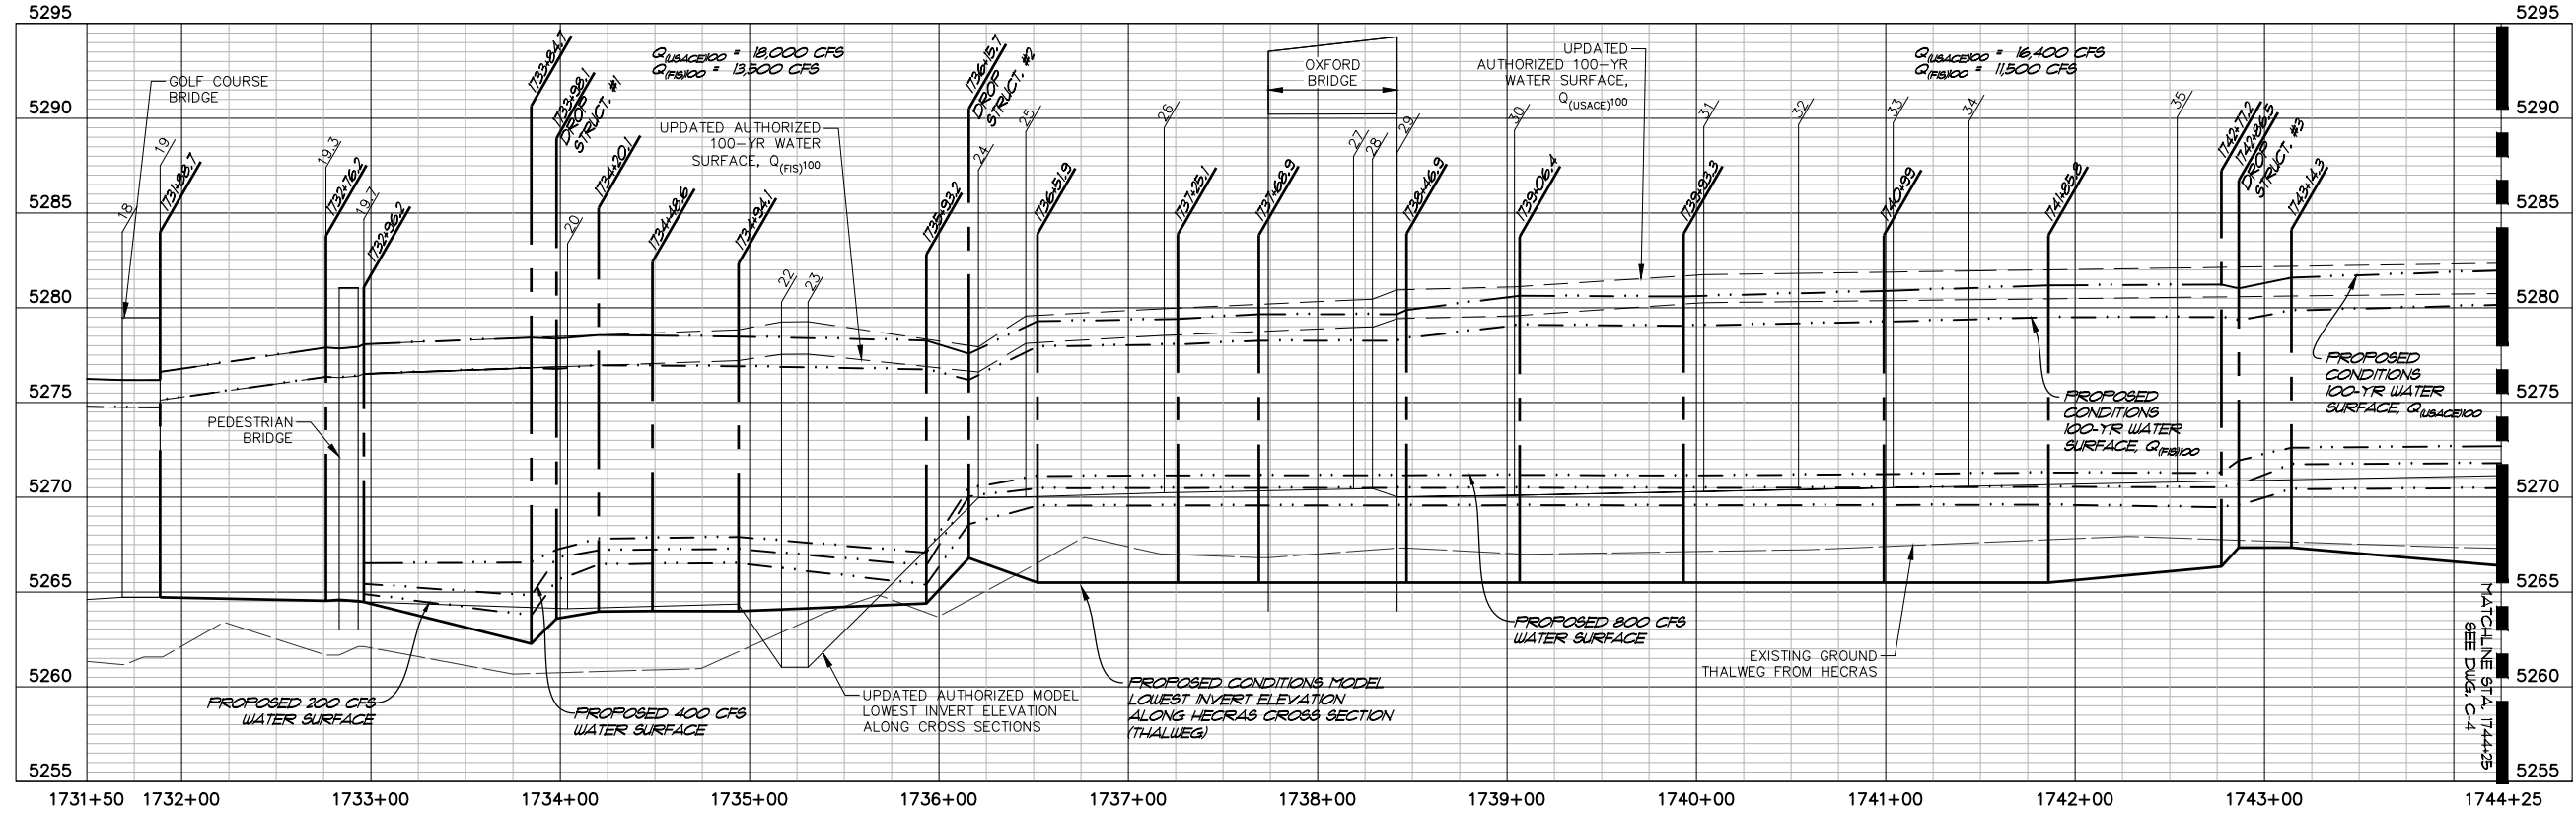 5295
5295
5290
5290
5285
5285
5280
5280
5275
5275
5270
5270
5265
5265
5260
5260
5255
5255
Q(USACE)100 = 18,000 CFS
Q(FIS)100 = 13,500 CFS
Q(USACE)100 = 16,400 CFS
Q(FIS)100 = 11,500 CFS
GOLF COURSE
BRIDGE
18
19
1731+88.7
19.3
1732+76.2
19.7
1732+96.2
1733+84.7
1733+98.1
DROP
STRUCT. #1
20
1734+20.1
1734+48.6
1734+94.1
22
23
1735+93.2
1736+15.7
DROP
STRUCT. #2
24
25
1736+51.9
26
1737+25.1
1737+68.9
27
28
29
1738+46.9
30
1739+06.4
1739+93.3
31
32
33
1740+99
34
1741+85.8
35
1742+77.2
1742+86.5
DROP
STRUCT. #3
1743+14.3
UPDATED AUTHORIZED
100-YR WATER
SURFACE, Q(FIS)100
OXFORD
BRIDGE
UPDATED
AUTHORIZED 100-YR
WATER SURFACE,
Q(USACE)100
PEDESTRIAN
BRIDGE
PROPOSED
CONDITIONS
100-YR WATER
SURFACE, Q(FIS)100
PROPOSED
CONDITIONS
100-YR WATER
SURFACE, Q(USACE)100
PROPOSED 200 CFS
WATER SURFACE
PROPOSED 400 CFS
WATER SURFACE
UPDATED AUTHORIZED MODEL
LOWEST INVERT ELEVATION
ALONG CROSS SECTIONS
PROPOSED CONDITIONS MODEL
LOWEST INVERT ELEVATION
ALONG HECRAS CROSS SECTION
(THALWEG)
PROPOSED 800 CFS
WATER SURFACE
EXISTING GROUND
THALWEG FROM HECRAS
MATCHLINE STA. 1744+25
SEE DWG. C-4
1731+50
1732+00
1733+00
1734+00
1735+00
1736+00
1737+00
1738+00
1739+00
1740+00
1741+00
1742+00
1743+00
1744+25